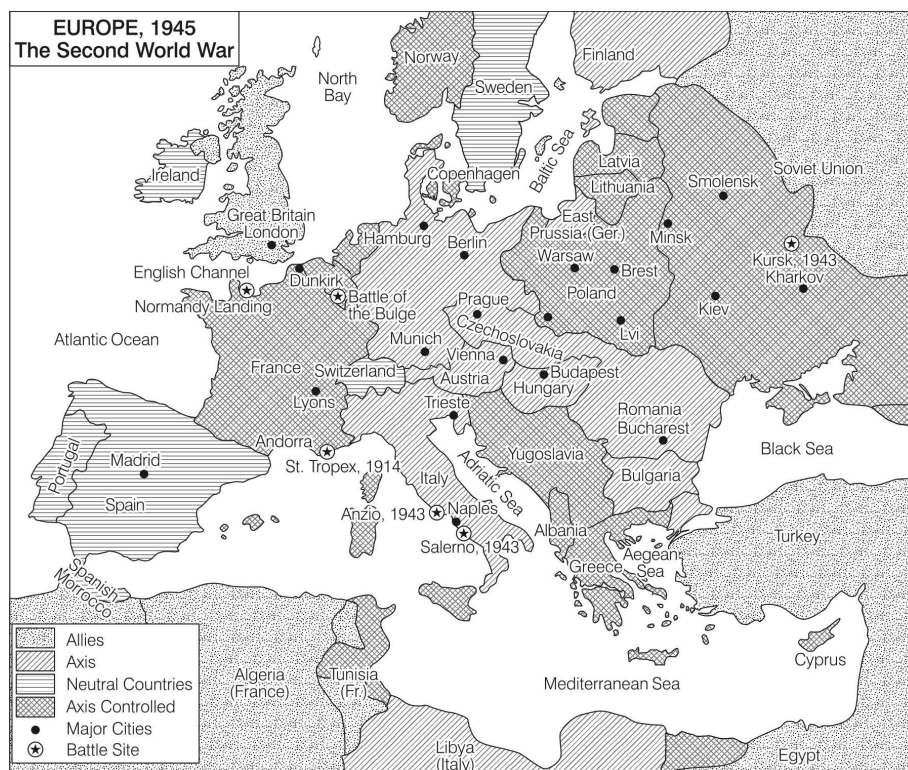 EUROPE, 1945
The Second World War
North
Bay
Norway
Sweden
Finland
Ireland
Great Britain
London
Copenhagen
Baltic Sea
Latvia
Lithuania
Soviet Union
Smolensk
Minsk
East
Prussia (Ger.)
Hamburg
Berlin
Warsaw
Brest
Poland
Kursk, 1943
Kharkov
Kiev
English Channel
Dunkirk
Normandy Landing
Battle of
the Bulge
Prague
Czechoslovakia
Lvi
Atlantic Ocean
Munich
Vienna
Budapest
France
Switzerland
Austria
Hungary
Lyons
Trieste
Romania
Bucharest
Andorra
St. Tropex, 1914
Italy
Adriatic Sea
Yugoslavia
Bulgaria
Black Sea
Portugal
Madrid
Spain
Anzio, 1943
Naples
Salerno, 1943
Albania
Greece
Aegean
Sea
Turkey
Spanish
Morrocco
Algeria
(France)
Tunisia
(Fr.)
Mediterranean Sea
Cyprus
Libya
(Italy)
Egypt
Allies
Axis
Neutral Countries
Axis Controlled
Major Cities
Battle Site